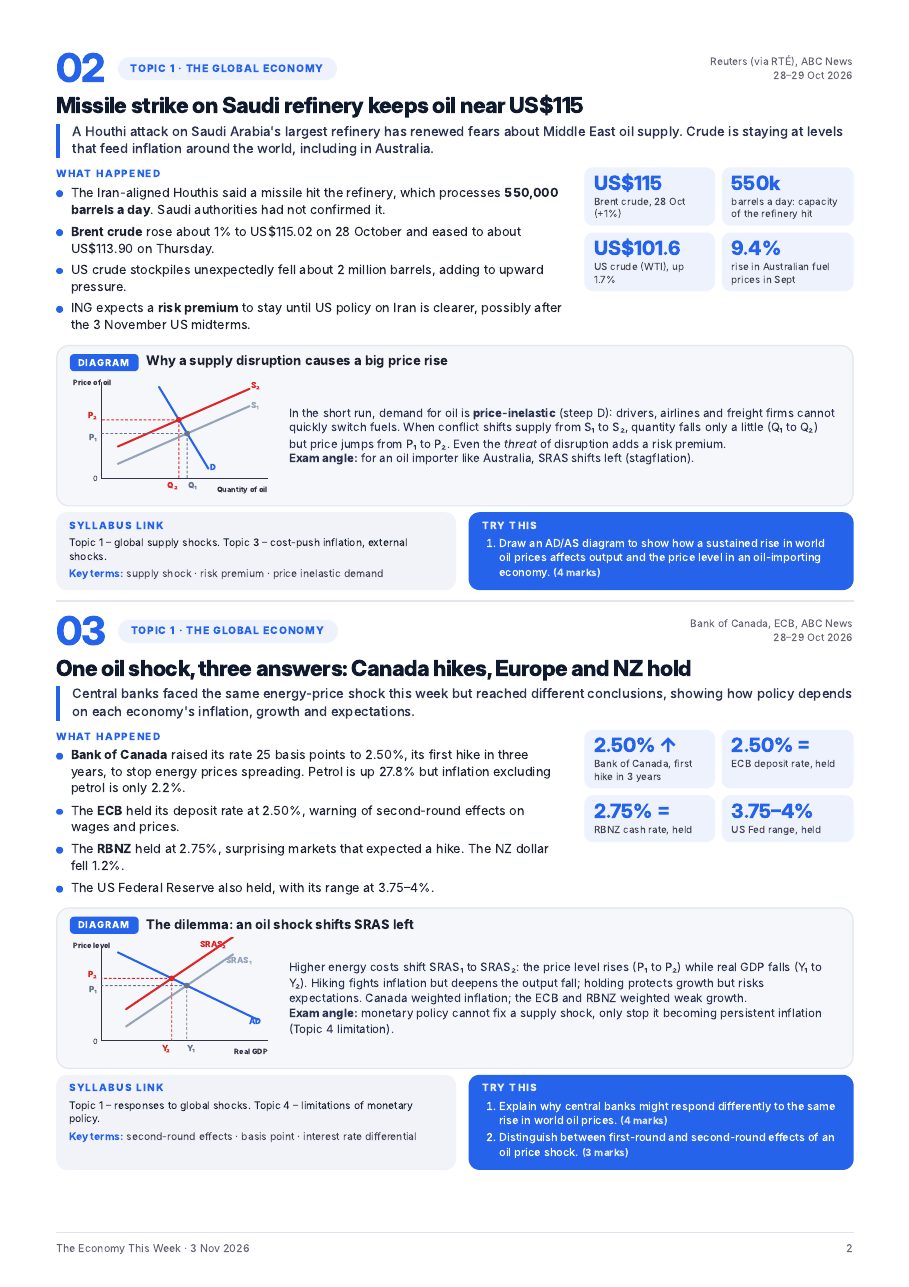 02
TOPIC 1 · THE GLOBAL ECONOMY
Reuters (via RTÉ), ABC News
28–29 Oct 2026
Missile strike on Saudi refinery keeps oil near US$115
A Houthi attack on Saudi Arabia's largest refinery has renewed fears about Middle East oil supply. Crude is staying at levels
that feed inflation around the world, including in Australia.
WHAT HAPPENED
The Iran-aligned Houthis said a missile hit the refinery, which processes 550,000
barrels a day. Saudi authorities had not confirmed it.
Brent crude rose about 1% to US$115.02 on 28 October and eased to about
US$113.90 on Thursday.
US crude stockpiles unexpectedly fell about 2 million barrels, adding to upward
pressure.
ING expects a risk premium to stay until US policy on Iran is clearer, possibly after
the 3 November US midterms.
US$115
Brent crude, 28 Oct
(+1%)
550k
barrels a day: capacity
of the refinery hit
US$101.6
US crude (WTI), up
1.7%
9.4%
rise in Australian fuel
prices in Sept
DIAGRAM
Why a supply disruption causes a big price rise
Price of oil
S₂
S₁
P₂
P₁
D
0
Q₂
Q₁
Quantity of oil
In the short run, demand for oil is price-inelastic (steep D): drivers, airlines and freight firms cannot
quickly switch fuels. When conflict shifts supply from S₁ to S₂, quantity falls only a little (Q₁ to Q₂)
but price jumps from P₁ to P₂. Even the threat of disruption adds a risk premium.
Exam angle: for an oil importer like Australia, SRAS shifts left (stagflation).
SYLLABUS LINK
Topic 1 – global supply shocks. Topic 3 – cost-push inflation, external
shocks.
Key terms: supply shock · risk premium · price inelastic demand
TRY THIS
1. Draw an AD/AS diagram to show how a sustained rise in world
oil prices affects output and the price level in an oil-importing
economy. (4 marks)
03
TOPIC 1 · THE GLOBAL ECONOMY
Bank of Canada, ECB, ABC News
28–29 Oct 2026
One oil shock, three answers: Canada hikes, Europe and NZ hold
Central banks faced the same energy-price shock this week but reached different conclusions, showing how policy depends
on each economy's inflation, growth and expectations.
WHAT HAPPENED
Bank of Canada raised its rate 25 basis points to 2.50%, its first hike in three
years, to stop energy prices spreading. Petrol is up 27.8% but inflation excluding
petrol is only 2.2%.
The ECB held its deposit rate at 2.50%, warning of second-round effects on
wages and prices.
The RBNZ held at 2.75%, surprising markets that expected a hike. The NZ dollar
fell 1.2%.
The US Federal Reserve also held, with its range at 3.75–4%.
2.50% ↑
Bank of Canada, first
hike in 3 years
2.50% =
ECB deposit rate, held
2.75% =
RBNZ cash rate, held
3.75–4%
US Fed range, held
DIAGRAM
The dilemma: an oil shock shifts SRAS left
Price level
SRAS₂
SRAS₁
P₂
P₁
AD
0
Y₂
Y₁
Real GDP
Higher energy costs shift SRAS₁ to SRAS₂: the price level rises (P₁ to P₂) while real GDP falls (Y₁ to
Y₂). Hiking fights inflation but deepens the output fall; holding protects growth but risks
expectations. Canada weighted inflation; the ECB and RBNZ weighted weak growth.
Exam angle: monetary policy cannot fix a supply shock, only stop it becoming persistent inflation
(Topic 4 limitation).
SYLLABUS LINK
Topic 1 – responses to global shocks. Topic 4 – limitations of monetary
policy.
Key terms: second-round effects · basis point · interest rate differential
TRY THIS
1. Explain why central banks might respond differently to the same
rise in world oil prices. (4 marks)
2. Distinguish between first-round and second-round effects of an
oil price shock. (3 marks)
The Economy This Week · 3 Nov 2026
2